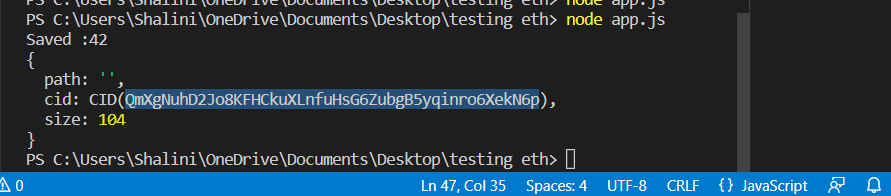 PS C:\Users\Shalini\OneDrive\Documents\Desktop\testing eth> node app.js
PS C:\Users\Shalini\OneDrive\Documents\Desktop\testing eth> node app.js
Saved :42
{
  path: '',
  cid: CID(QmXgNuhD2Jo8KFHCkuXLnfuHsG6ZubgB5yqinro6XekN6p),
  size: 104
}
PS C:\Users\Shalini\OneDrive\Documents\Desktop\testing eth>
0 Ln 47, Col 35 Spaces: 4 UTF-8 CRLF {} JavaScript